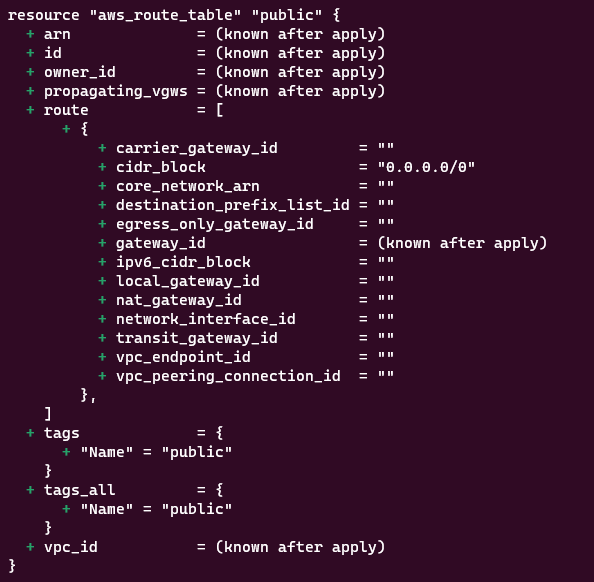 resource "aws_route_table" "public" {
  + arn              = (known after apply)
  + id               = (known after apply)
  + owner_id         = (known after apply)
  + propagating_vgws = (known after apply)
  + route            = [
      + {
          + carrier_gateway_id         = ""
          + cidr_block                 = "0.0.0.0/0"
          + core_network_arn           = ""
          + destination_prefix_list_id = ""
          + egress_only_gateway_id     = ""
          + gateway_id                 = (known after apply)
          + ipv6_cidr_block            = ""
          + local_gateway_id           = ""
          + nat_gateway_id             = ""
          + network_interface_id       = ""
          + transit_gateway_id         = ""
          + vpc_endpoint_id            = ""
          + vpc_peering_connection_id  = ""
        },
    ]
  + tags             = {
      + "Name" = "public"
    }
  + tags_all         = {
      + "Name" = "public"
    }
  + vpc_id           = (known after apply)
}